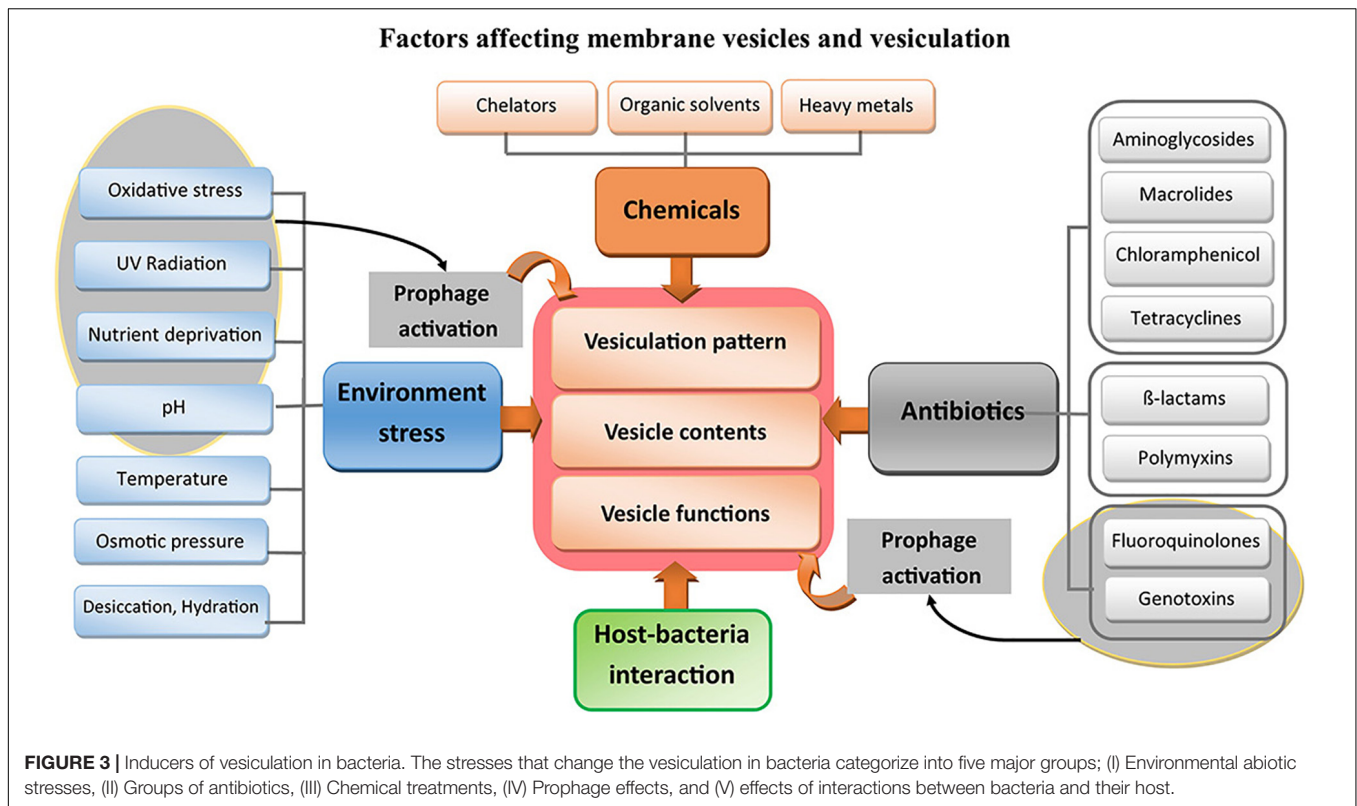 Factors affecting membrane vesicles and vesiculation
Chelators
Organic solvents
Heavy metals
Chemicals
Oxidative stress
UV Radiation
Nutrient deprivation
pH
Temperature
Osmotic pressure
Desiccation, Hydration
Prophage
activation
Environment
stress
Vesiculation pattern
Vesicle contents
Vesicle functions
Host-bacteria
interaction
Antibiotics
Prophage
activation
Aminoglycosides
Macrolides
Chloramphenicol
Tetracyclines
ß-lactams
Polymyxins
Fluoroquinolones
Genotoxins
FIGURE 3 | Inducers of vesiculation in bacteria. The stresses that change the vesiculation in bacteria categorize into five major groups; (I) Environmental abiotic
stresses, (II) Groups of antibiotics, (III) Chemical treatments, (IV) Prophage effects, and (V) effects of interactions between bacteria and their host.